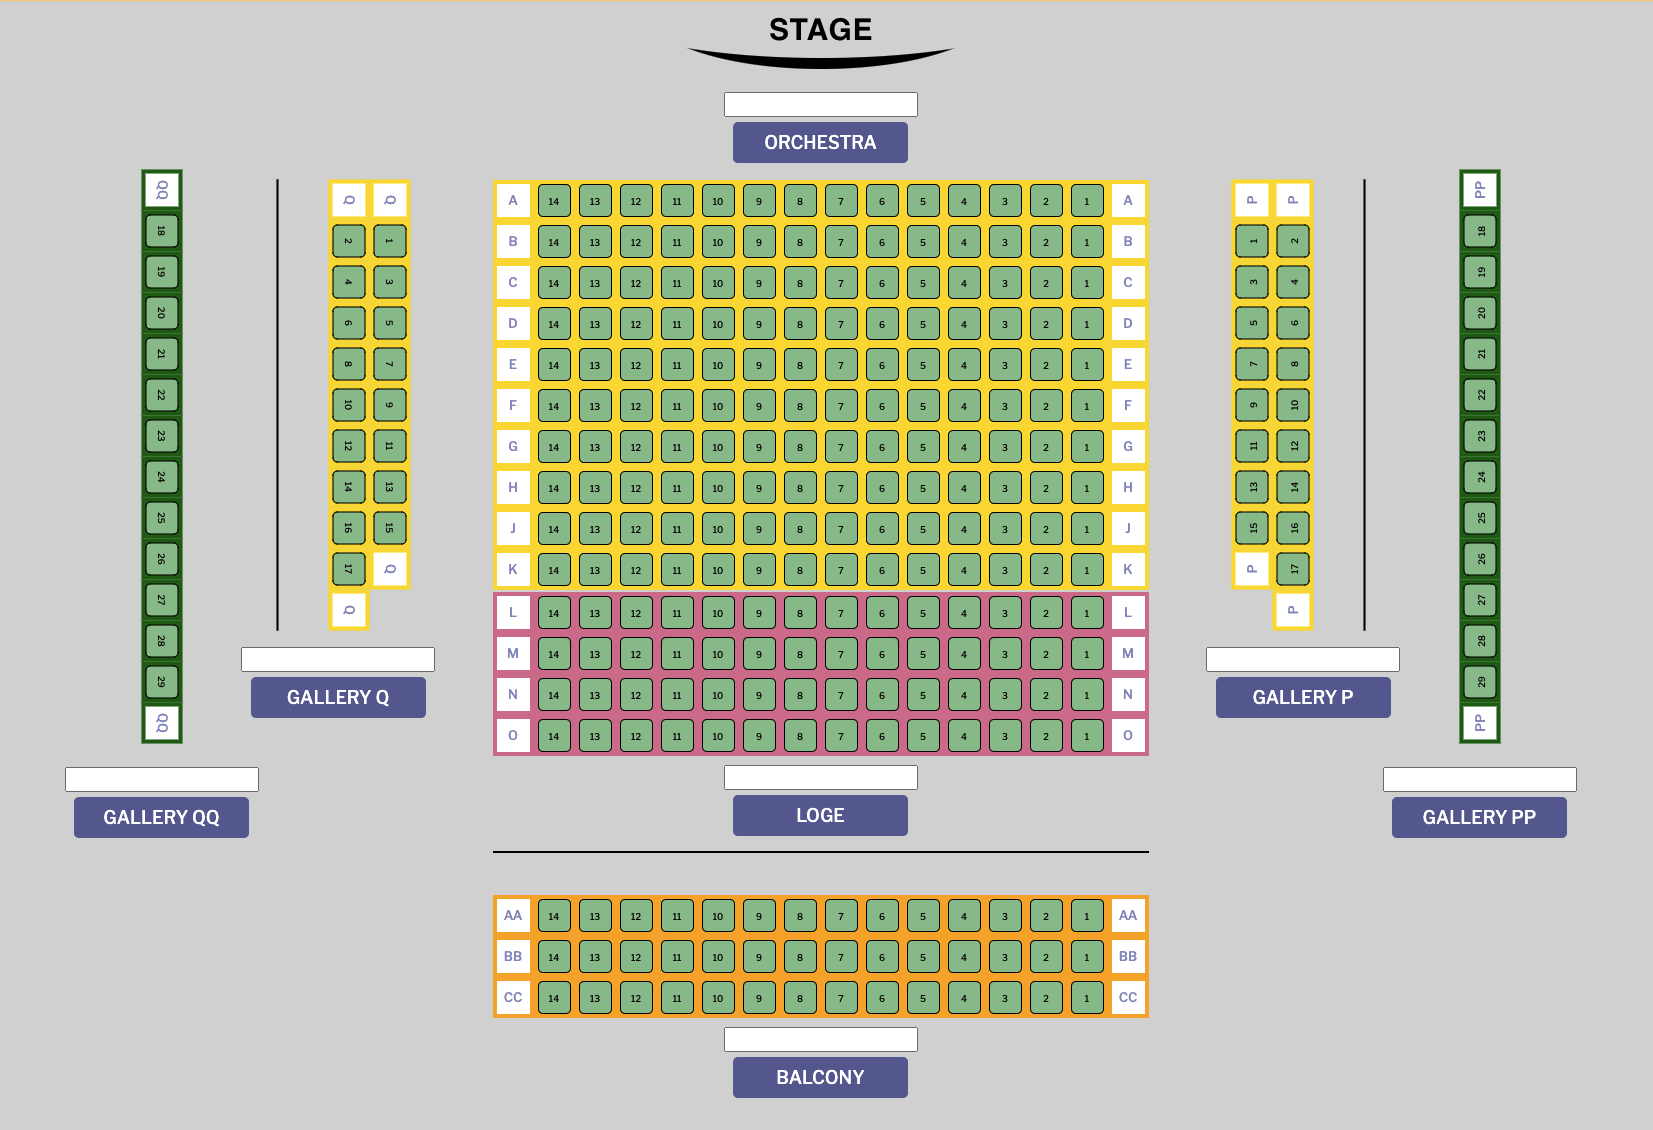 STAGE
ORCHESTRA
QQ
18
19
20
21
22
23
24
25
26
27
28
29
QQ
GALLERY QQ
Q Q
2 1
4 3
6 5
8 7
10 9
12 11
14 13
16 15
17 Q
Q
GALLERY Q
A 14 13 12 11 10 9 8 7 6 5 4 3 2 1 A
B 14 13 12 11 10 9 8 7 6 5 4 3 2 1 B
C 14 13 12 11 10 9 8 7 6 5 4 3 2 1 C
D 14 13 12 11 10 9 8 7 6 5 4 3 2 1 D
E 14 13 12 11 10 9 8 7 6 5 4 3 2 1 E
F 14 13 12 11 10 9 8 7 6 5 4 3 2 1 F
G 14 13 12 11 10 9 8 7 6 5 4 3 2 1 G
H 14 13 12 11 10 9 8 7 6 5 4 3 2 1 H
J 14 13 12 11 10 9 8 7 6 5 4 3 2 1 J
K 14 13 12 11 10 9 8 7 6 5 4 3 2 1 K
L 14 13 12 11 10 9 8 7 6 5 4 3 2 1 L
M 14 13 12 11 10 9 8 7 6 5 4 3 2 1 M
N 14 13 12 11 10 9 8 7 6 5 4 3 2 1 N
O 14 13 12 11 10 9 8 7 6 5 4 3 2 1 O
LOGE
P P
1 2
3 4
5 6
7 8
9 10
11 12
13 14
15 16
P 17
P
GALLERY P
PP
18
19
20
21
22
23
24
25
26
27
28
29
PP
GALLERY PP
AA 14 13 12 11 10 9 8 7 6 5 4 3 2 1 AA
BB 14 13 12 11 10 9 8 7 6 5 4 3 2 1 BB
CC 14 13 12 11 10 9 8 7 6 5 4 3 2 1 CC
BALCONY